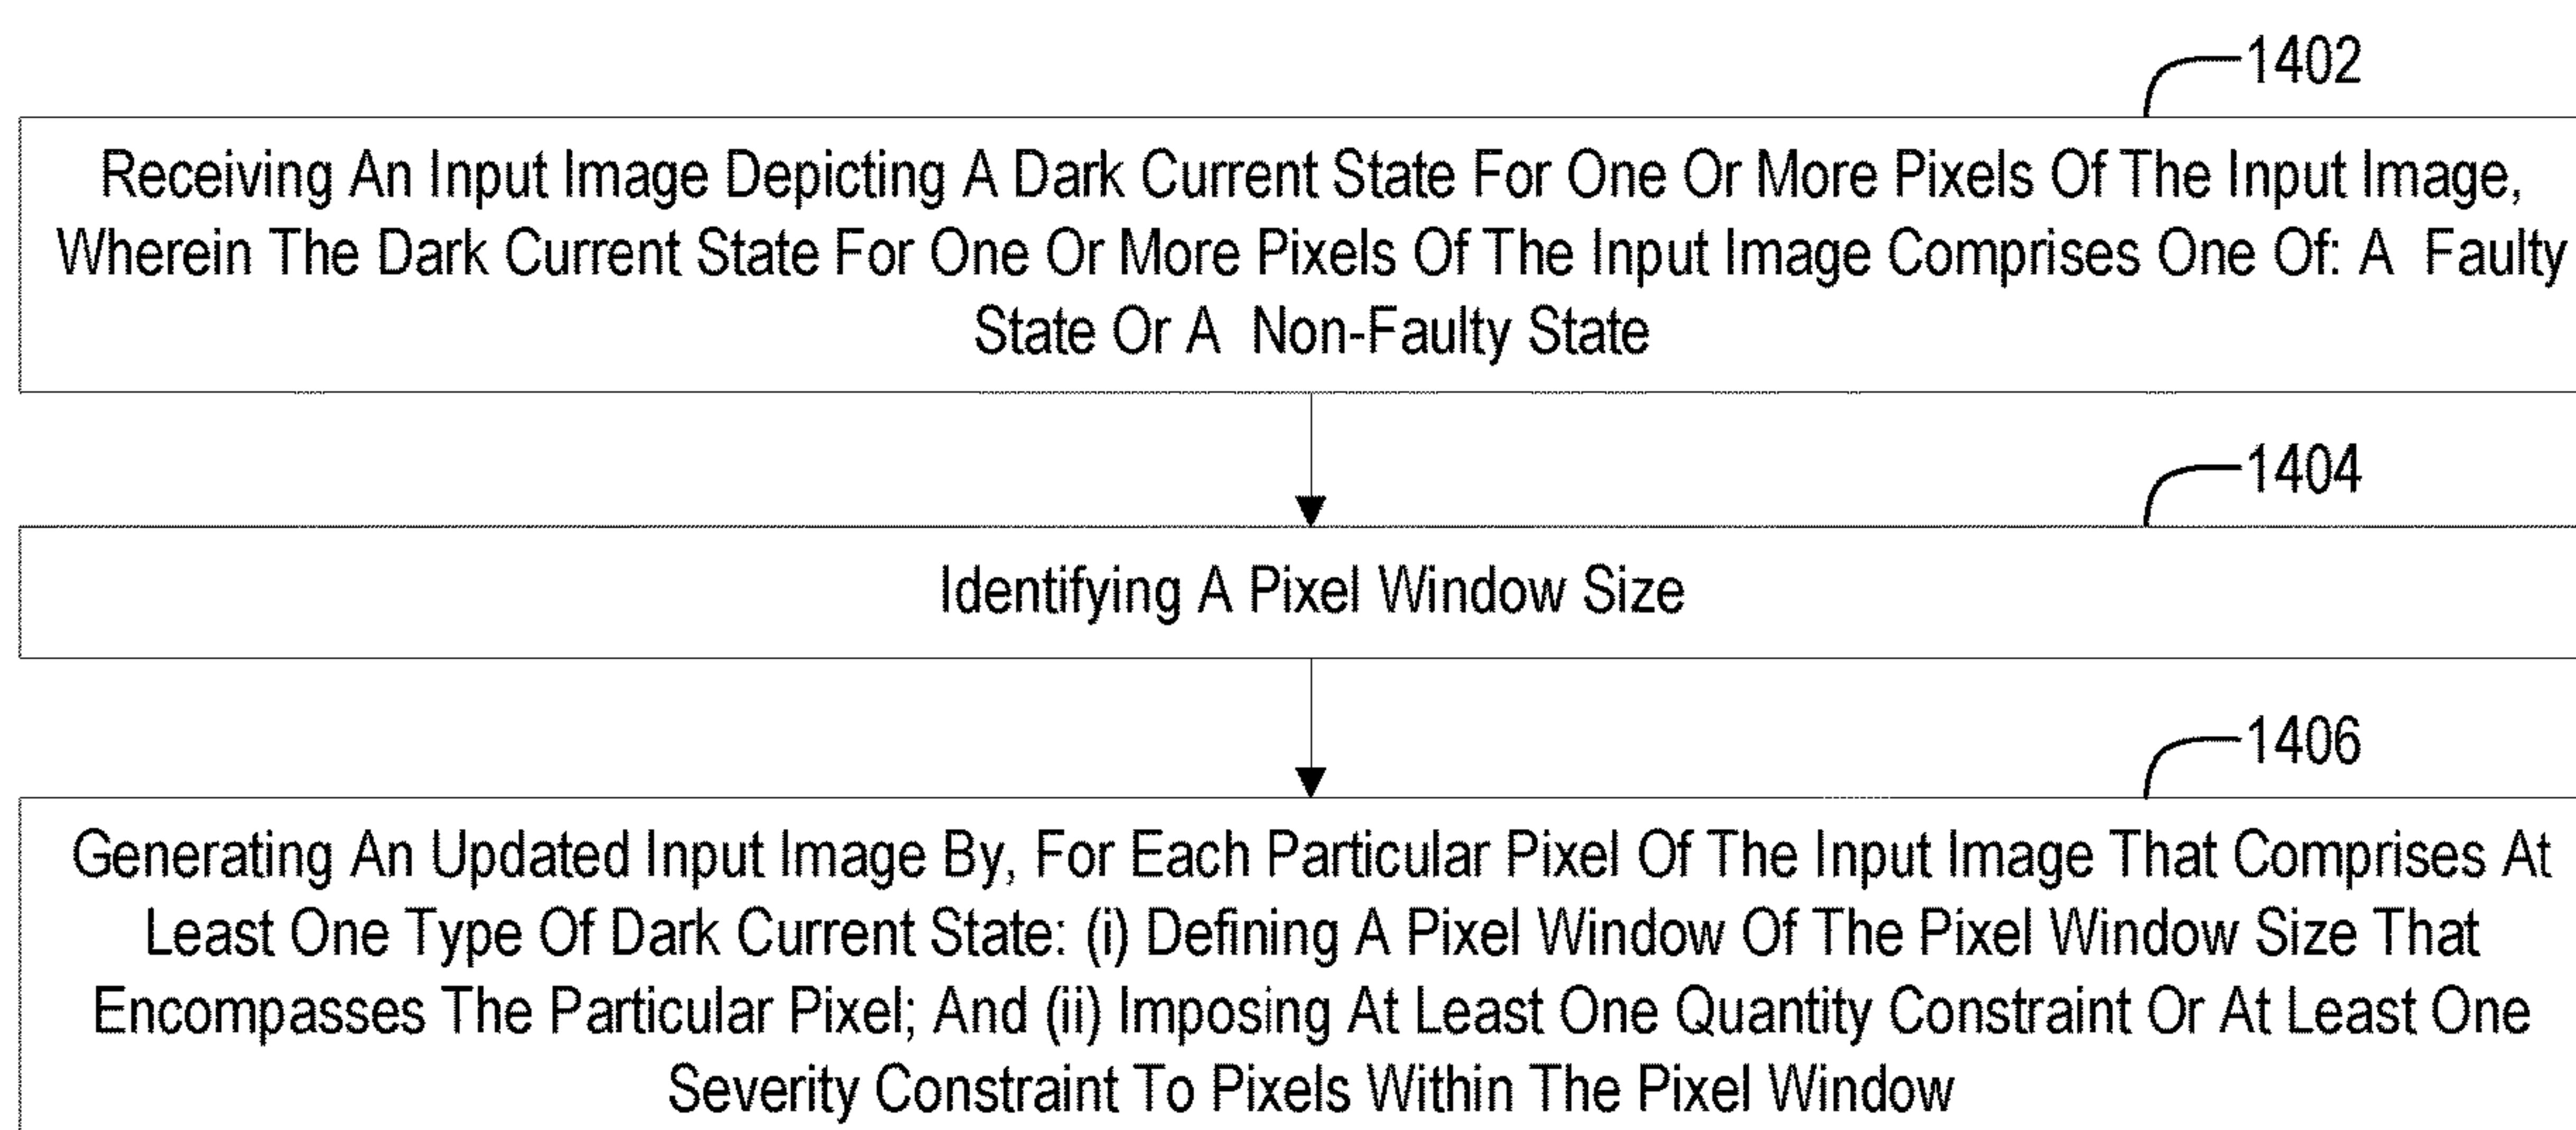 1402
Receiving An Input Image Depicting A Dark Current State For One Or More Pixels Of The Input Image,
Wherein The Dark Current State For One Or More Pixels Of The Input Image Comprises One Of: A Faulty
State Or A Non-Faulty State
1404
Identifying A Pixel Window Size
1406
Generating An Updated Input Image By, For Each Particular Pixel Of The Input Image That Comprises At
Least One Type Of Dark Current State: (i) Defining A Pixel Window Of The Pixel Window Size That
Encompasses The Particular Pixel; And (ii) Imposing At Least One Quantity Constraint Or At Least One
Severity Constraint To Pixels Within The Pixel Window